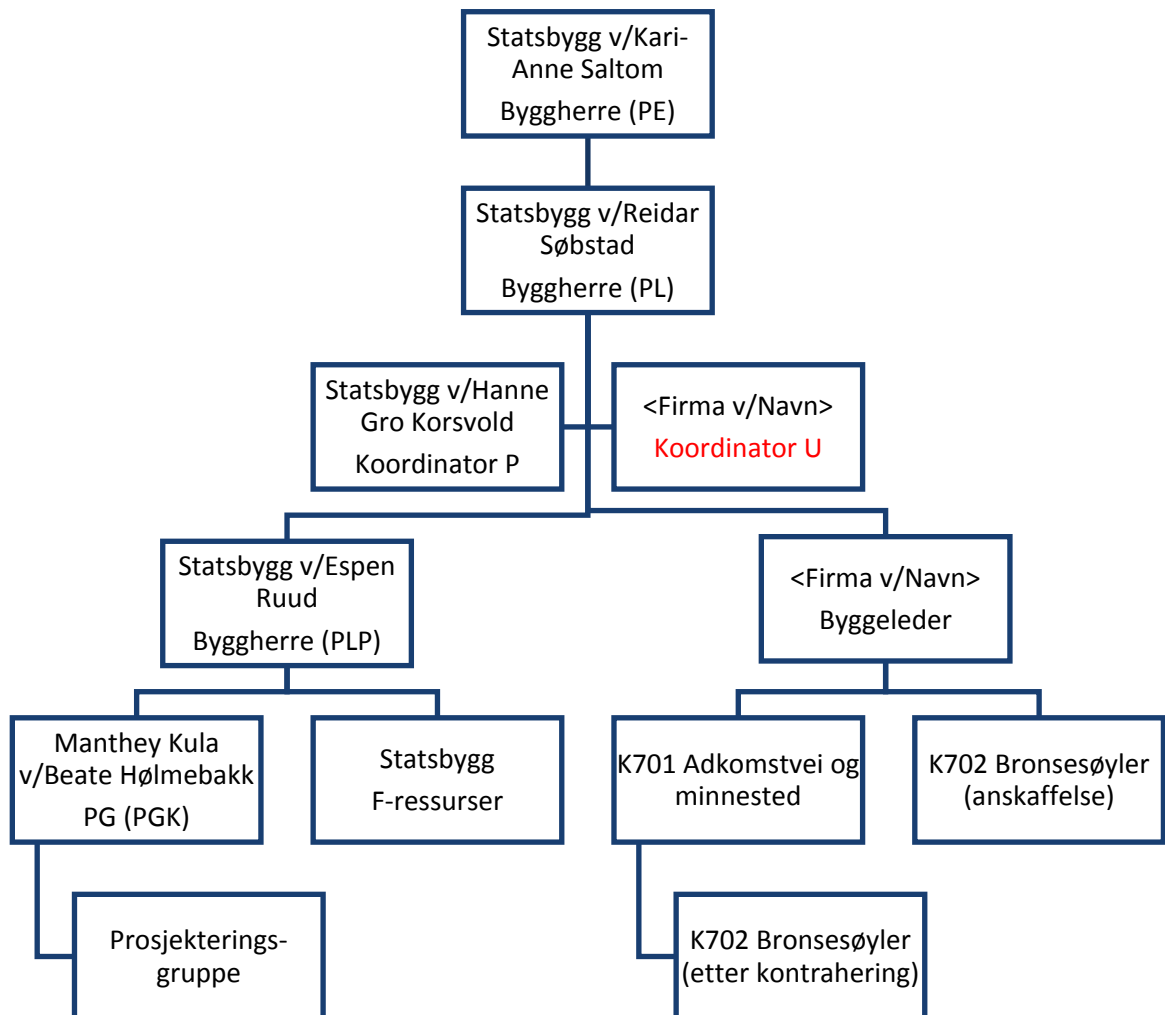 Statsbygg v/Kari-
Anne Saltom
Byggherre (PE)
Statsbygg v/Reidar
Søbstad
Byggherre (PL)
Statsbygg v/Hanne
Gro Korsvold
Koordinator P
<Firma v/Navn>
Koordinator U
Statsbygg v/Espen
Ruud
Byggherre (PLP)
<Firma v/Navn>
Byggeleder
Manthey Kula
v/Beate Hølmebakk
PG (PGK)
Statsbygg
F-ressurser
K701 Adkomstvei og
minnested
K702 Bronsesøyler
(anskaffelse)
Prosjekterings-
gruppe
K702 Bronsesøyler
(etter kontrahering)